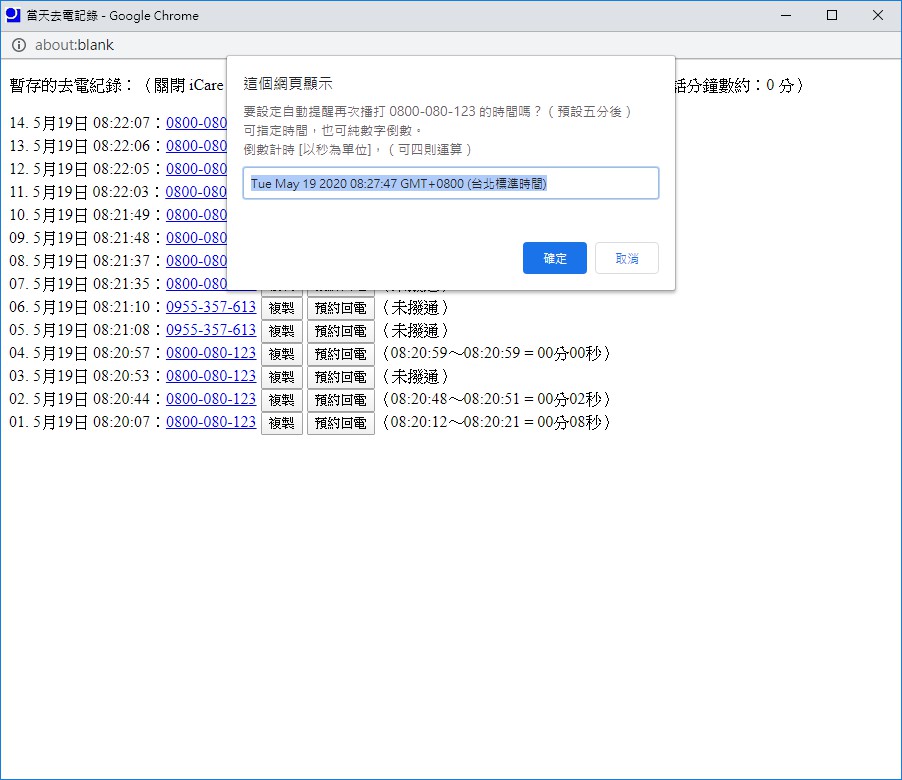 當天去電記錄 - Google Chrome
about:blank
暫存的去電紀錄：（關閉 iCare 話分鐘數約：0 分）
這個網頁顯示
要設定自動提醒再次播打 0800-080-123 的時間嗎？（預設五分後）
可指定時間，也可純數字倒數。
倒數計時 [以秒為單位]，（可四則運算）
Tue May 19 2020 08:27:47 GMT+0800 (台北標準時間)
確定 取消
14. 5月19日 08:22:07：0800-080
13. 5月19日 08:22:06：0800-080
12. 5月19日 08:22:05：0800-080
11. 5月19日 08:22:03：0800-080
10. 5月19日 08:21:49：0800-080
09. 5月19日 08:21:48：0800-080
08. 5月19日 08:21:37：0800-080
07. 5月19日 08:21:35：0800-080
06. 5月19日 08:21:10：0955-357-613 複製 預約回電 （未撥通）
05. 5月19日 08:21:08：0955-357-613 複製 預約回電 （未撥通）
04. 5月19日 08:20:57：0800-080-123 複製 預約回電 （08:20:59～08:20:59 = 00分00秒）
03. 5月19日 08:20:53：0800-080-123 複製 預約回電 （未撥通）
02. 5月19日 08:20:44：0800-080-123 複製 預約回電 （08:20:48～08:20:51 = 00分02秒）
01. 5月19日 08:20:07：0800-080-123 複製 預約回電 （08:20:12～08:20:21 = 00分08秒）